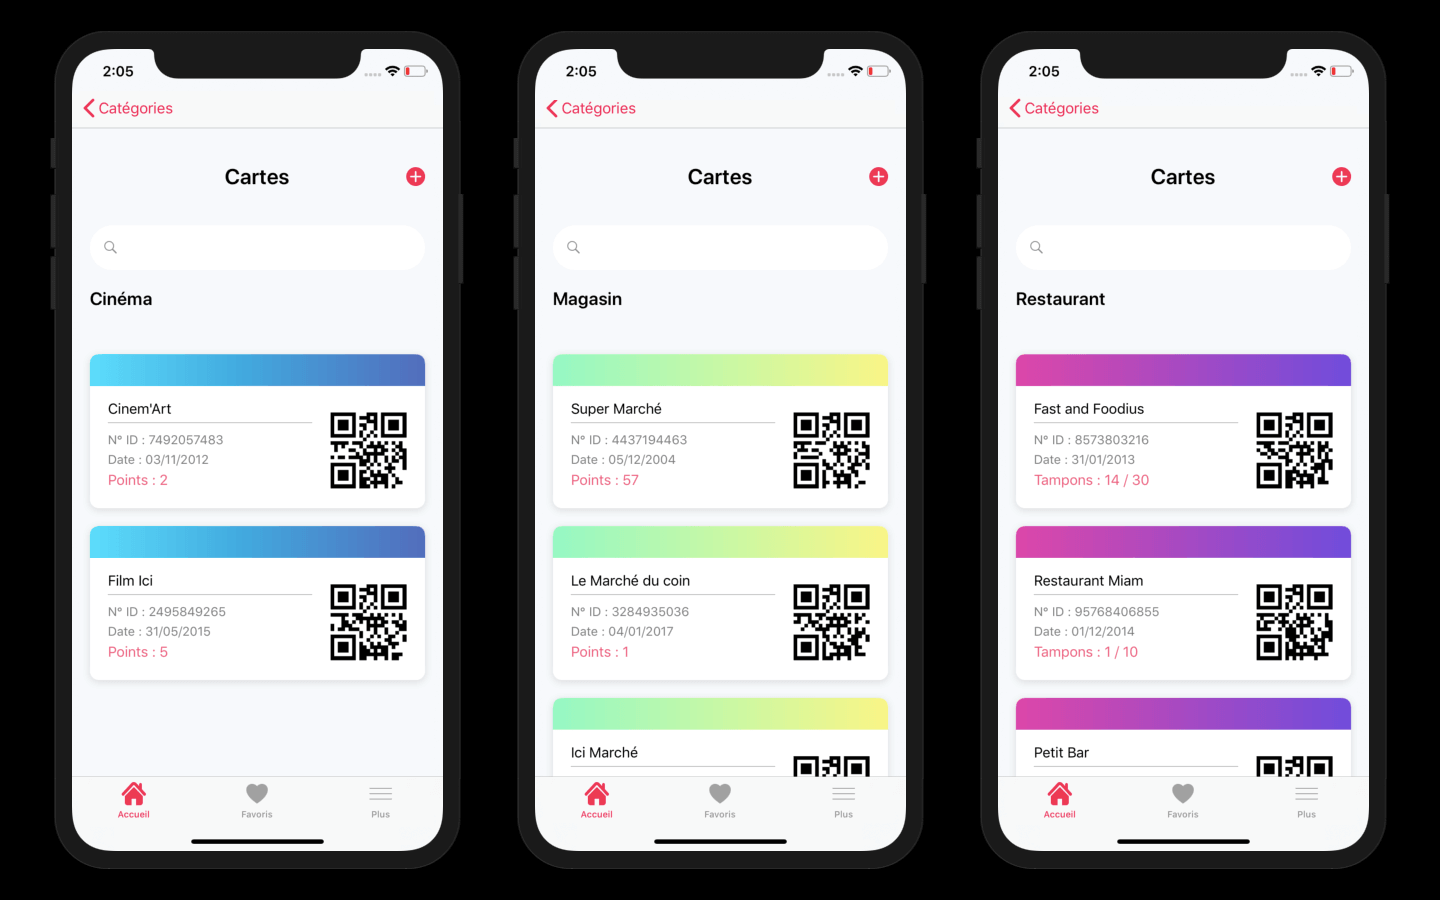 2:05
Catégories
Cartes
Cinéma
Cinem'Art
N° ID : 7492057483
Date : 03/11/2012
Points : 2
Film Ici
N° ID : 2495849265
Date : 31/05/2015
Points : 5
Accueil
Favoris
Plus
2:05
Catégories
Cartes
Magasin
Super Marché
N° ID : 4437194463
Date : 05/12/2004
Points : 57
Le Marché du coin
N° ID : 3284935036
Date : 04/01/2017
Points : 1
Ici Marché
Accueil
Favoris
Plus
2:05
Catégories
Cartes
Restaurant
Fast and Foodius
N° ID : 8573803216
Date : 31/01/2013
Tampons : 14 / 30
Restaurant Miam
N° ID : 95768406855
Date : 01/12/2014
Tampons : 1 / 10
Petit Bar
Accueil
Favoris
Plus